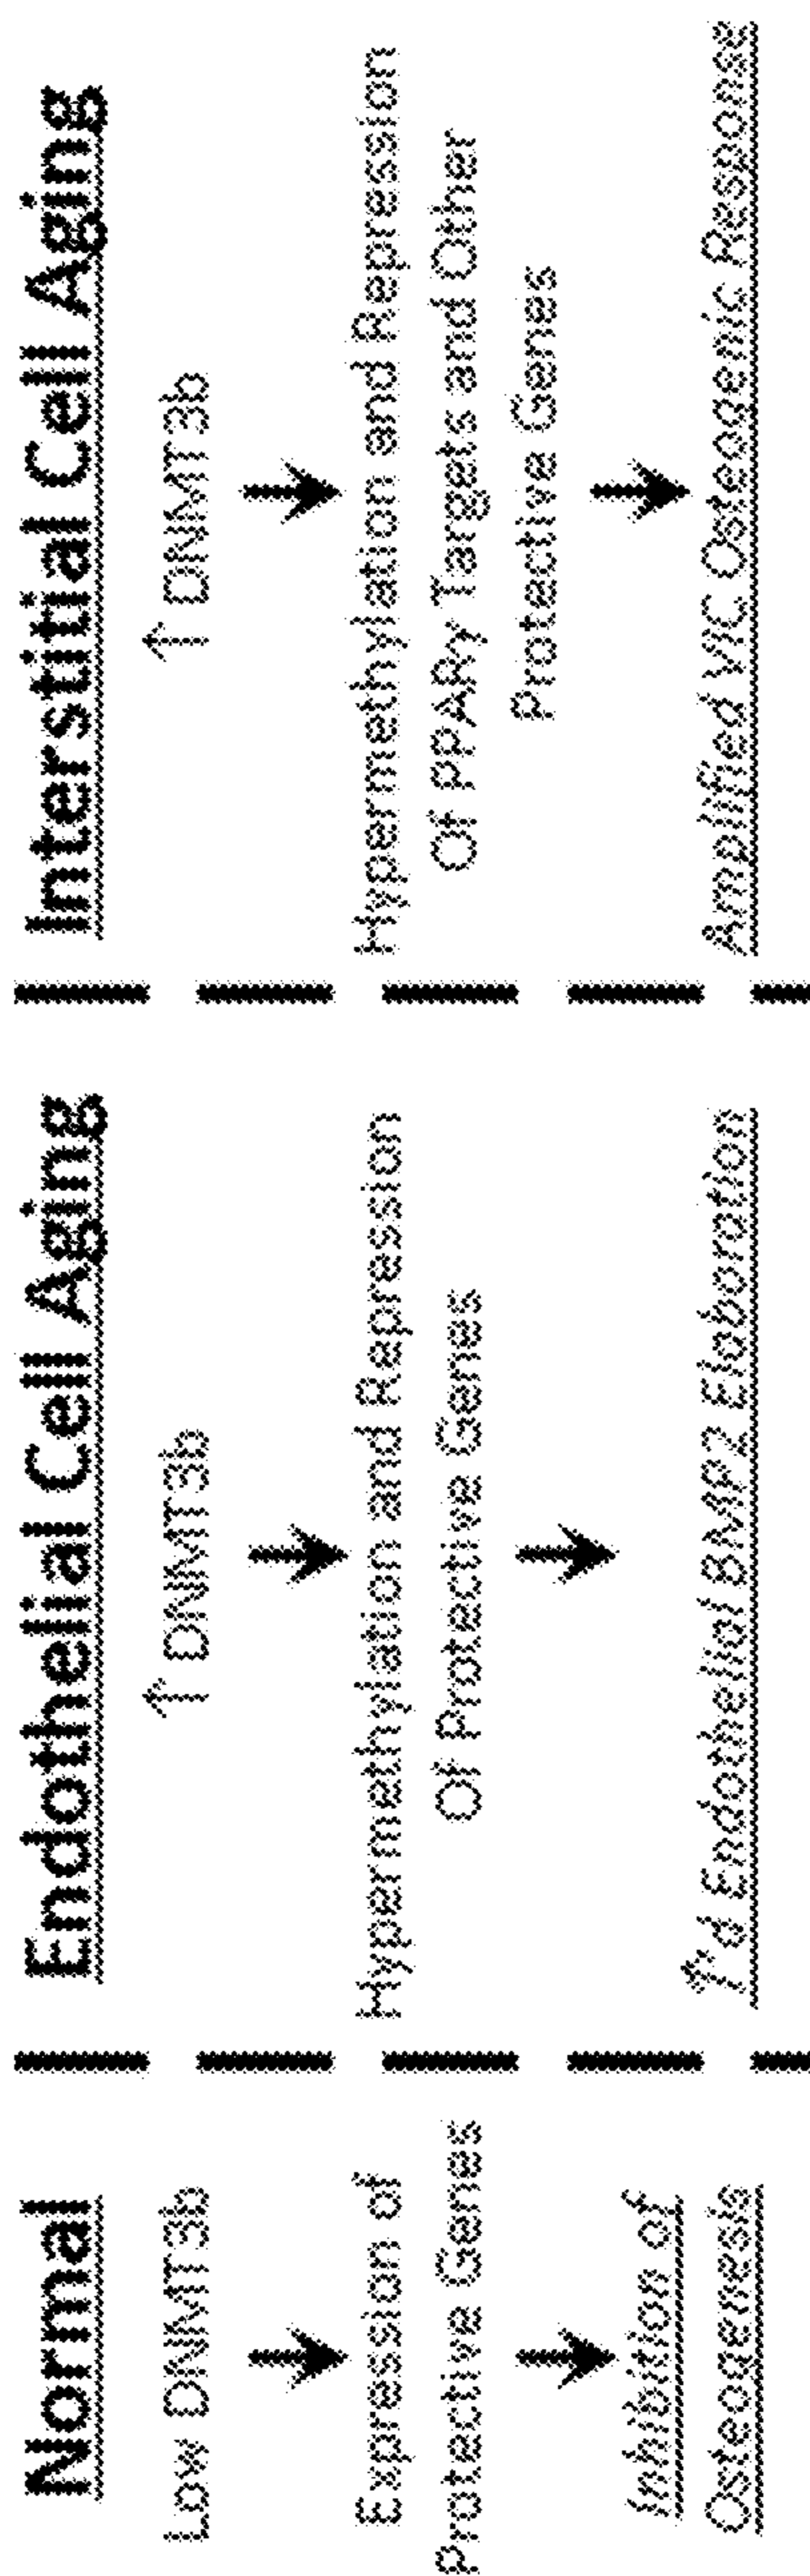 Normal
Low DNMT3b
Expression of
Protective Genes
Inhibition of
Osteogenesis
Endothelial Cell Aging
↑ DNMT3b
Hypermethylation and Repression
Of Protective Genes
↑'d Endothelial BMP2 Elaboration
Interstitial Cell Aging
↑ DNMT3b
Hypermethylation and Repression
Of PPARγ Targets and Other
Protective Genes
Amplified VIC Osteogenic Response